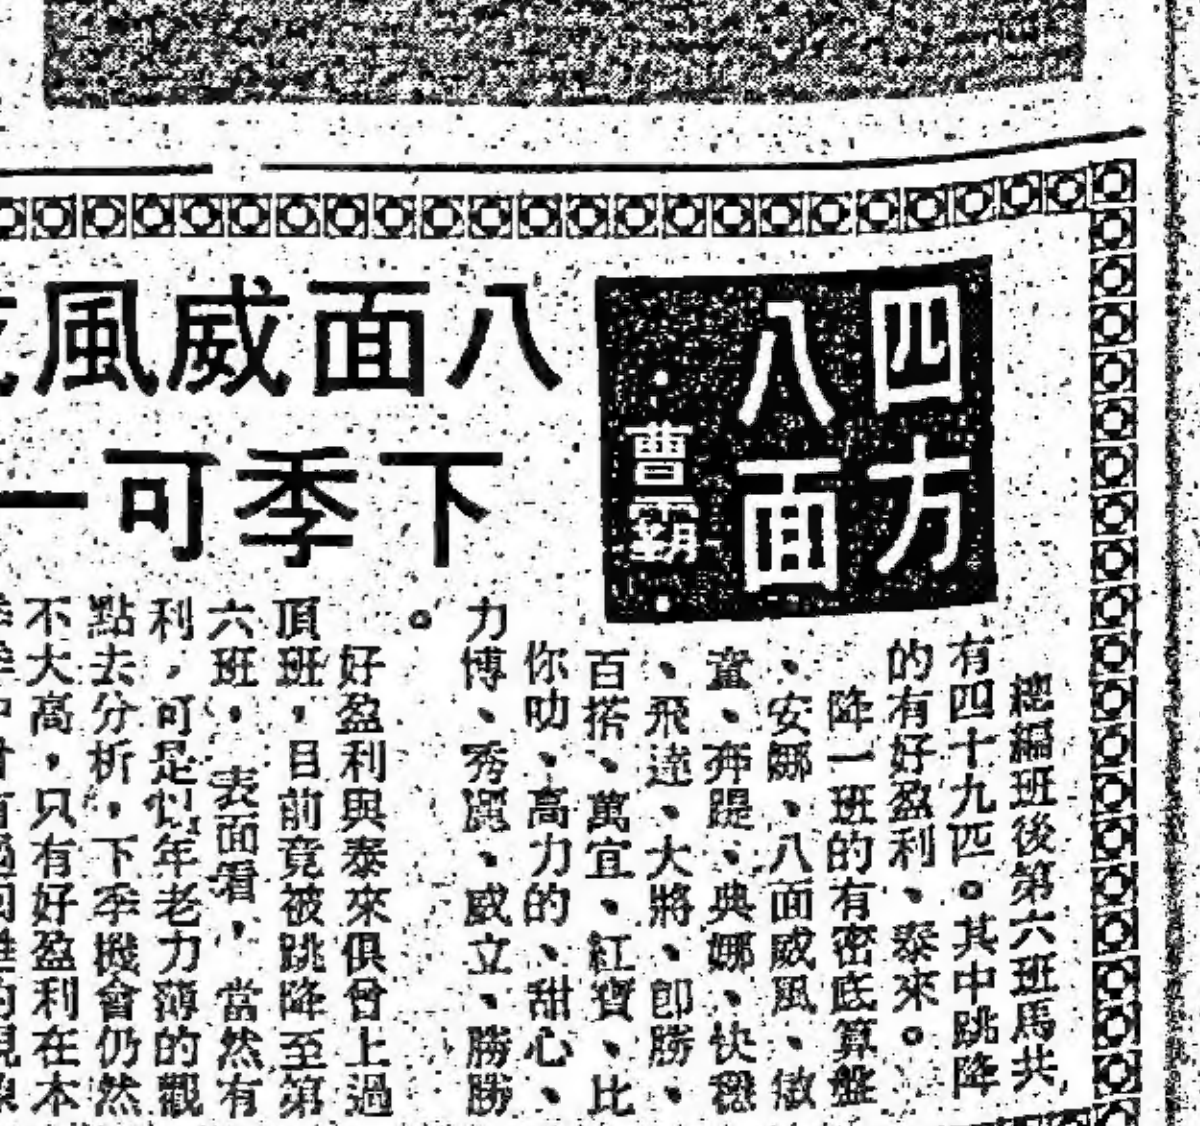 四方
八面
·曹霸·
八面威風
下季可一
總編班後第六班馬共
有四十九匹。其中跳降
的有好盈利、泰來。
降一班的有密底算盤
、安娜、八面威風、敏
、奔踶、典娜、快穩
、飛達、大將、即勝、
百搭、萬宜、紅寶、比
你叻、高力的、甜心、
力博、秀麗、威立、勝勝
。
好盈利與泰來俱曾上過
頂班,目前竟被跳降至第
六班,表面看,當然有
利,可是以年老力薄的觀
點去分析,下季機會仍然
不大高,只有好盈利在本